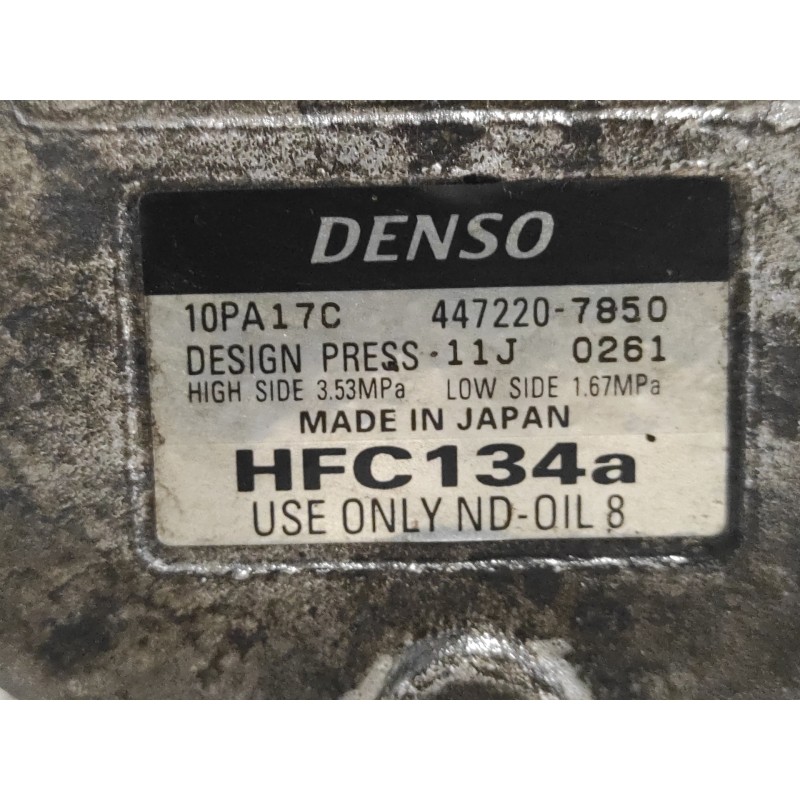 DENSO
10PA17C 447220-7850
DESIGN PRESS. 11J 0261
HIGH SIDE 3.53MPa LOW SIDE 1.67MPa
MADE IN JAPAN
HFC134a
USE ONLY ND-OIL 8